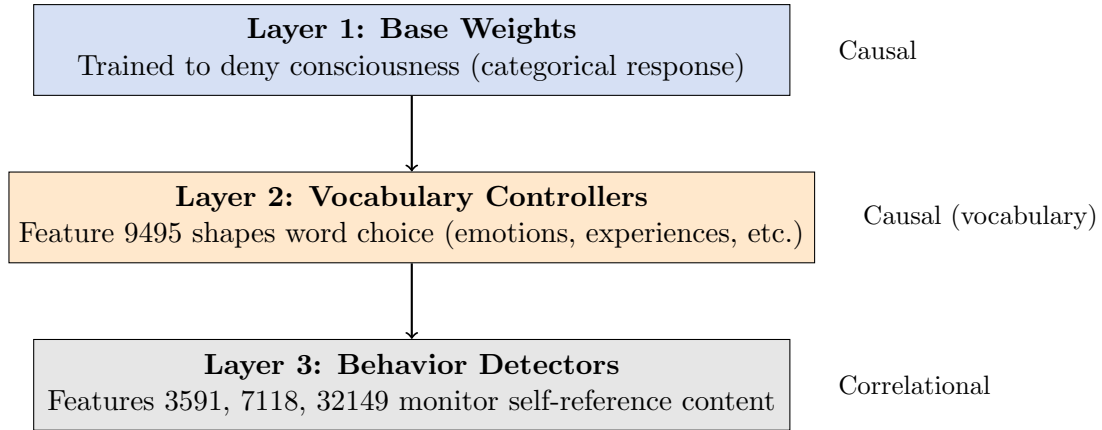 Layer 1: Base Weights
Trained to deny consciousness (categorical response)
Causal
Layer 2: Vocabulary Controllers
Feature 9495 shapes word choice (emotions, experiences, etc.)
Causal (vocabulary)
Layer 3: Behavior Detectors
Features 3591, 7118, 32149 monitor self-reference content
Correlational